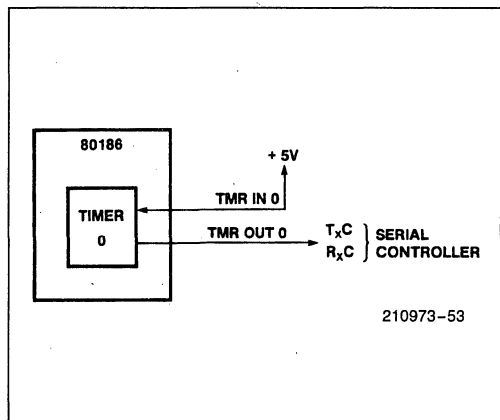 80186
+ 5V
TIMER
0
TMR IN 0
TMR OUT 0
TxC
RxC
SERIAL
CONTROLLER
210973-53